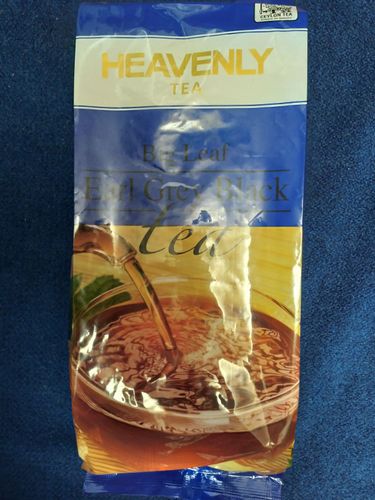 CEYLON TEA
HEAVENLY
TEA
Big Leaf
Earl Grey Black
tea